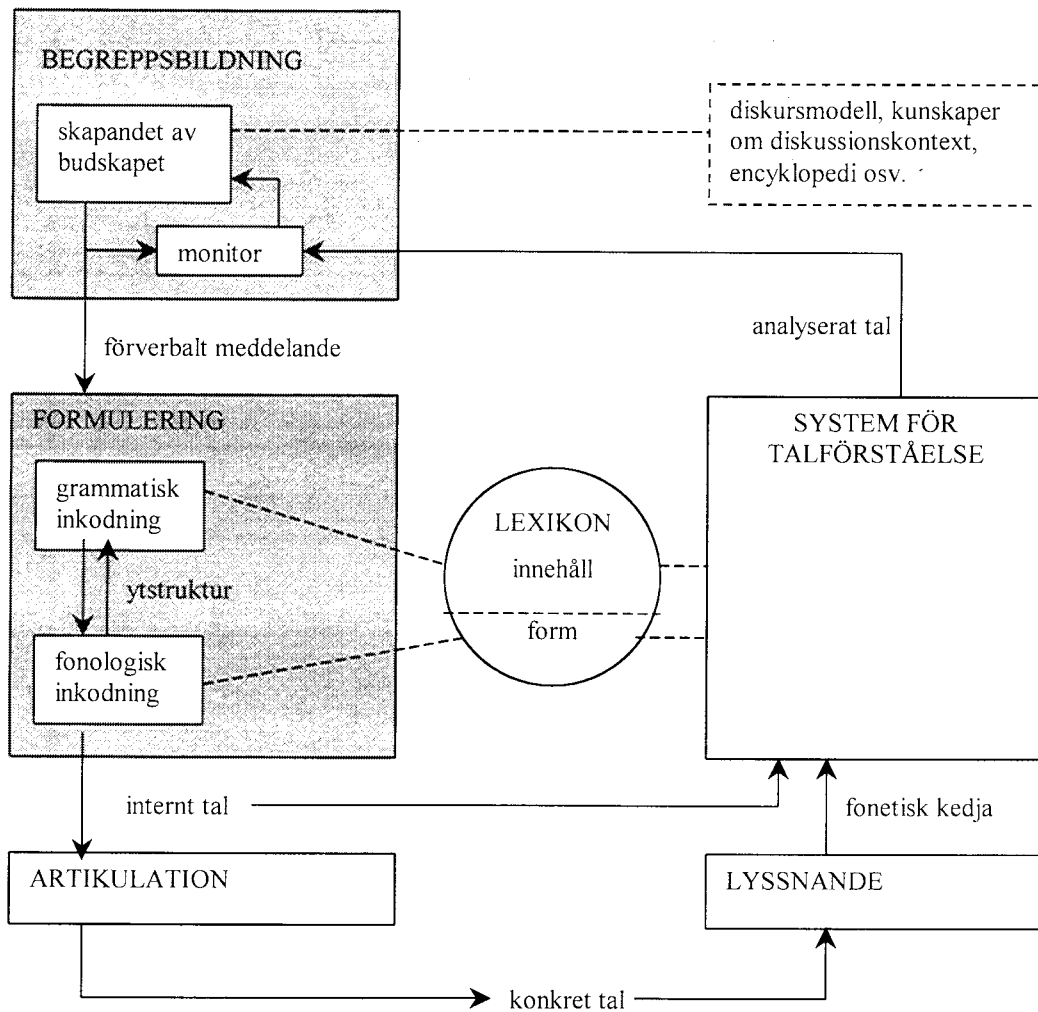 BEGREPPSBILDNING
skapandet av
budskapet
diskursmodell, kunskaper
om diskussionskontext,
encyklopedi osv.
monitor
förverbalt meddelande
analyserat tal
FORMULERING
SYSTEM FÖR
TALFÖRSTÅELSE
grammatisk
inkodning
LEXIKON
innehåll
ytstruktur
form
fonologisk
inkodning
internt tal
fonetisk kedja
ARTIKULATION
LYSSNANDE
konkret tal